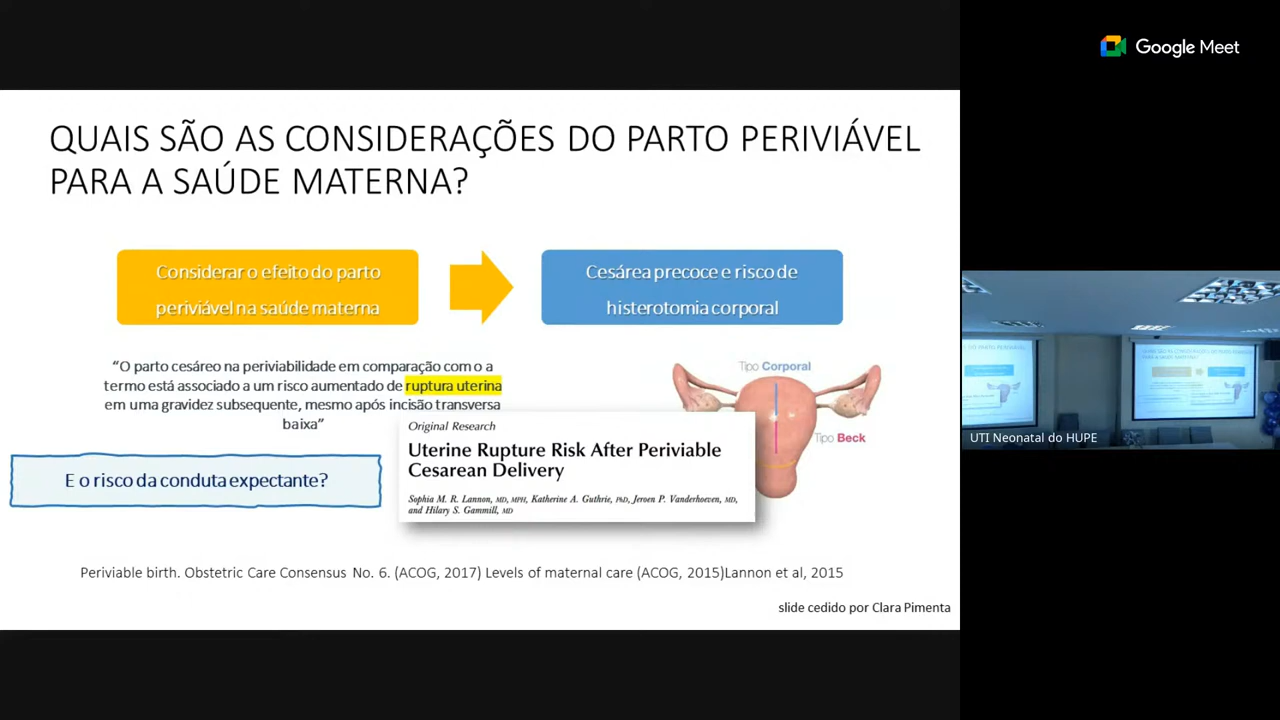 Google Meet
QUAIS SÃO AS CONSIDERAÇÕES DO PARTO PERIVIÁVEL
PARA A SAÚDE MATERNA?
Considerar o efeito do parto
periviável na saúde materna
Cesárea precoce e risco de
histerotomia corporal
“O parto cesáreo na periviabilidade em comparação com o a
termo está associado a um risco aumentado de ruptura uterina
em uma gravidez subsequente, mesmo após incisão transversa
baixa”
Tipo Corporal
Tipo Beck
Original Research
Uterine Rupture Risk After Periviable
Cesarean Delivery
Sophia M. R. Lannon, MD, MPH, Katherine A. Guthrie, PhD, Jeroen P. Vanderhoeven, MD,
and Hilary S. Gammill, MD
E o risco da conduta expectante?
UTI Neonatal do HUPE
Periviable birth. Obstetric Care Consensus No. 6. (ACOG, 2017) Levels of maternal care (ACOG, 2015)Lannon et al, 2015
slide cedido por Clara Pimenta